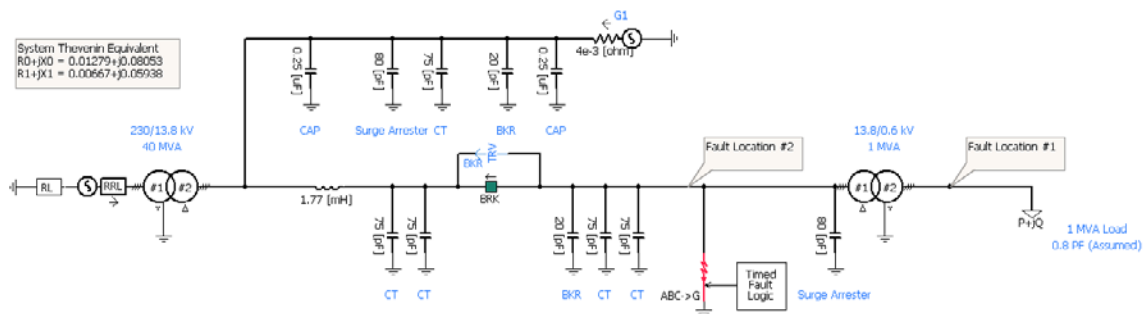 G1
System Thevenin Equivalent
R0+jX0 = 0.01279+j0.08053
R1+jX1 = 0.00667+j0.05938
4e-3 [ohm]
0.25 [uF]
80 [pF]
75 [pF]
20 [pF]
0.25 [uF]
CAP
Surge Arrester
CT
BKR
CAP
230/13.8 kV
40 MVA
13.8/0.6 kV
1 MVA
Fault Location #2
Fault Location #1
BKR
TRV
RL
S
RRL
#1
#2
1.77 [mH]
BRK
#1
#2
75 [pF]
75 [pF]
20 [pF]
75 [pF]
75 [pF]
80 [pF]
P+jQ
1 MVA Load
0.8 PF (Assumed)
ABC->G
Timed
Fault
Logic
CT
CT
BKR
CT
CT
Surge Arrester